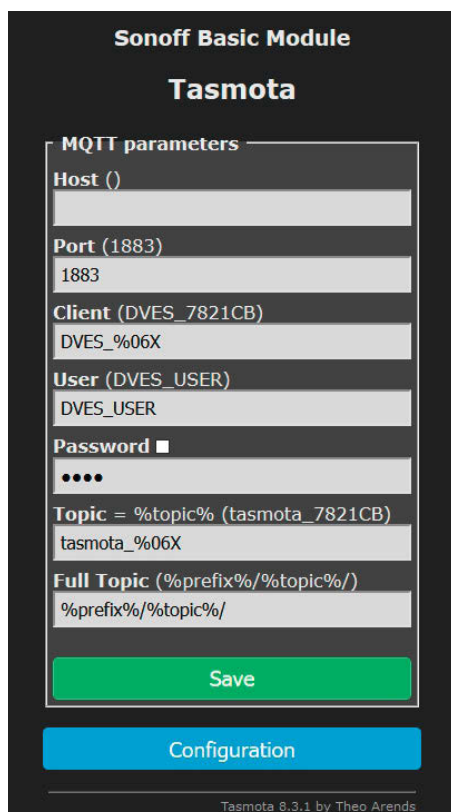 Sonoff Basic Module
Tasmota
MQTT parameters
Host ()
Port (1883)
1883
Client (DVES_7821CB)
DVES_%06X
User (DVES_USER)
DVES_USER
Password
••••
Topic = %topic% (tasmota_7821CB)
tasmota_%06X
Full Topic (%prefix%/%topic%/)
%prefix%/%topic%/
Save
Configuration
Tasmota 8.3.1 by Theo Arends